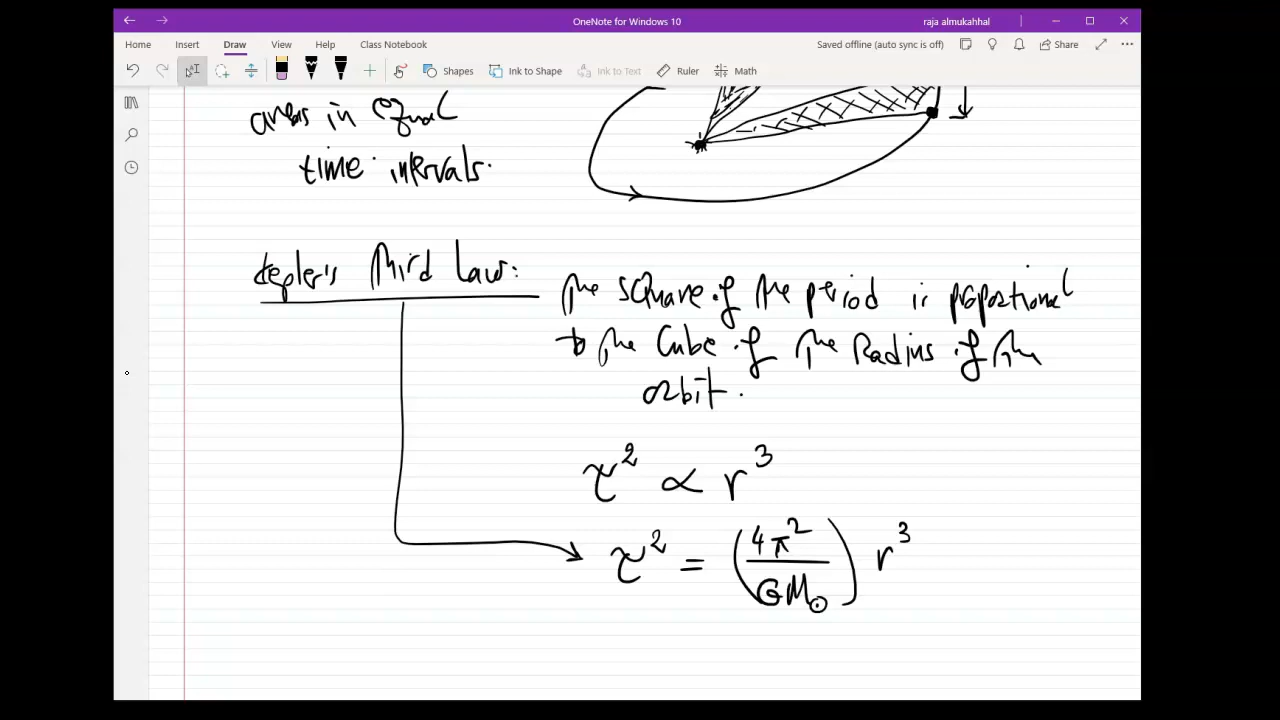 OneNote for Windows 10
raja almukahhal
Home Insert Draw View Help Class Notebook
Saved offline (auto sync is off)
Share
Shapes Ink to Shape Ink to Text Ruler Math
areas in equal
time intervals.
Kepler's Third Law:
The square of the period is proportional
to the Cube of the Radius of the
orbit.
τ² ∝ r³
τ² = (4π²/GM☉) r³